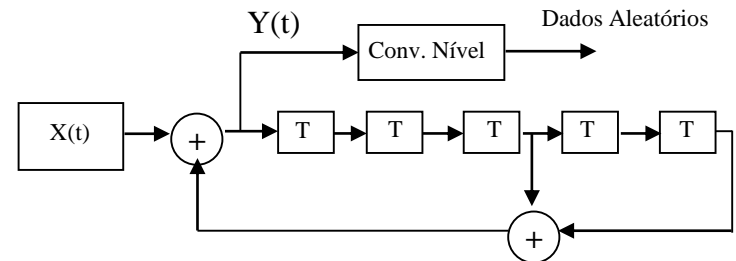 Y(t)
Dados Aleatórios
Conv. Nível
X(t)
+
T
T
T
T
T
+